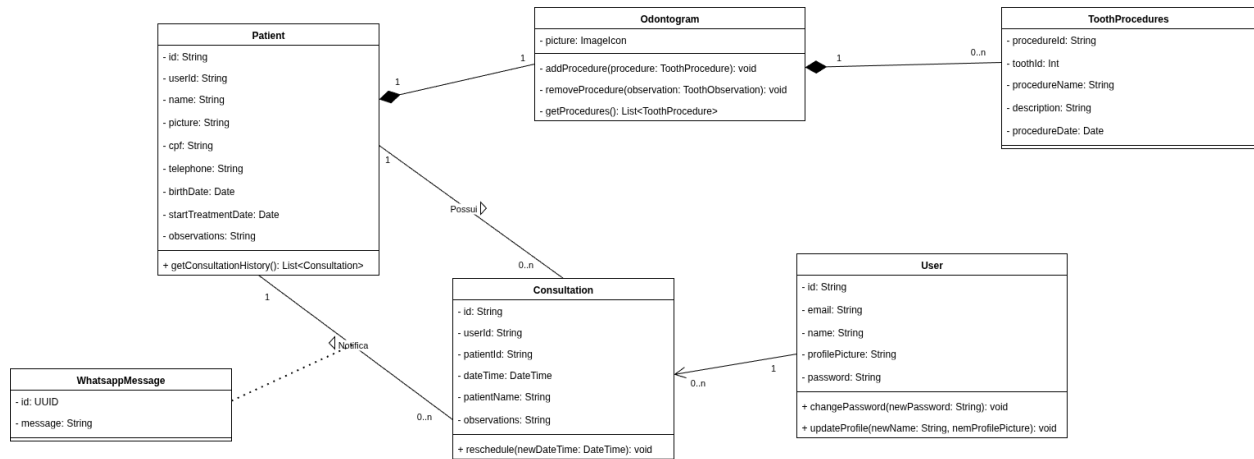 Patient
- id: String
- userId: String
- name: String
- picture: String
- cpf: String
- telephone: String
- birthDate: Date
- startTreatmentDate: Date
- observations: String
+ getConsultationHistory(): List<Consultation>
1
1
Odontogram
- picture: ImageIcon
- addProcedure(procedure: ToothProcedure): void
- removeProcedure(observation: ToothObservation): void
- getProcedures(): List<ToothProcedure>
1
0..n
ToothProcedures
- procedureId: String
- toothId: Int
- procedureName: String
- description: String
- procedureDate: Date
1
Possui
0..n
1
Notifica
0..n
WhatsappMessage
- id: UUID
- message: String
Consultation
- id: String
- userId: String
- patientId: String
- dateTime: DateTime
- patientName: String
- observations: String
+ reschedule(newDateTime: DateTime): void
0..n
1
User
- id: String
- email: String
- name: String
- profilePicture: String
- password: String
+ changePassword(newPassword: String): void
+ updateProfile(newName: String, nemProfilePicture): void